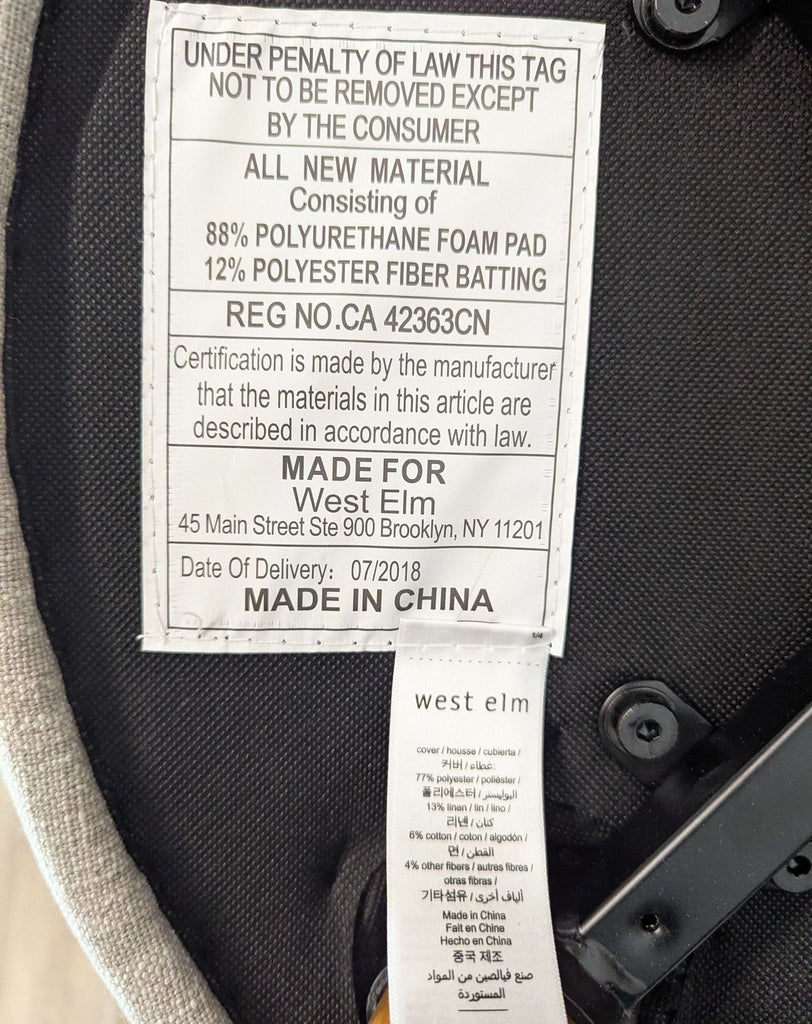 UNDER PENALTY OF LAW THIS TAG
NOT TO BE REMOVED EXCEPT
BY THE CONSUMER
ALL NEW MATERIAL
Consisting of
88% POLYURETHANE FOAM PAD
12% POLYESTER FIBER BATTING
REG NO.CA 42363CN
Certification is made by the manufacturer
that the materials in this article are
described in accordance with law.
MADE FOR
West Elm
45 Main Street Ste 900 Brooklyn, NY 11201
Date Of Delivery: 07/2018
MADE IN CHINA
1/4
west elm
cover / housse / cubierta /
커버 / غطاء:
77% polyester / poliéster /
폴리에스터 / البوليستر
13% linen / lin / lino /
리넨 / كتان
6% cotton / coton / algodón /
면 / القطن
4% other fibers / autres fibres /
otras fibras /
기타섬유 / ألياف أخرى
Made in China
Fait en Chine
Hecho en China
중국 제조
صنع فيالصين من المواد
المستوردة